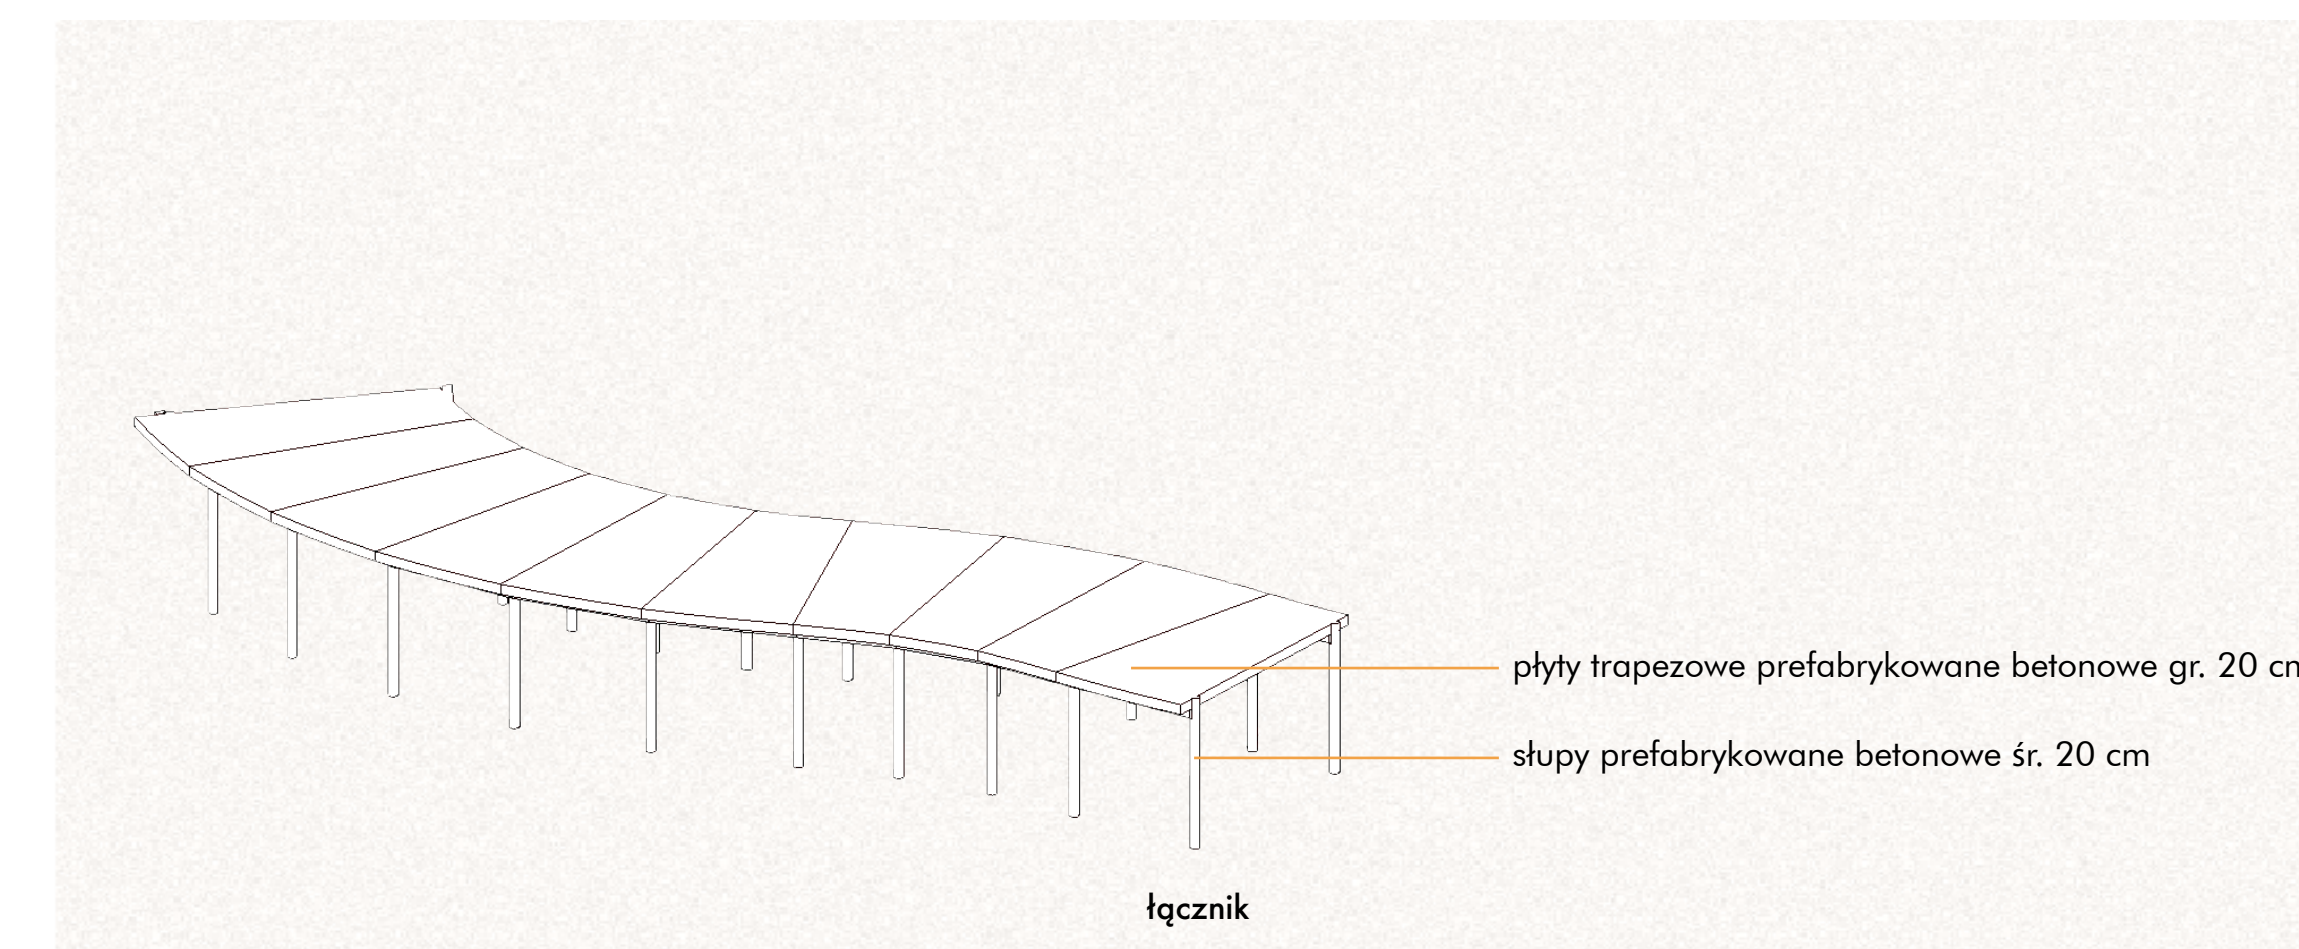 płyty trapezowe prefabrykowane betonowe gr. 20 cm
słupy prefabrykowane betonowe śr. 20 cm
łącznik